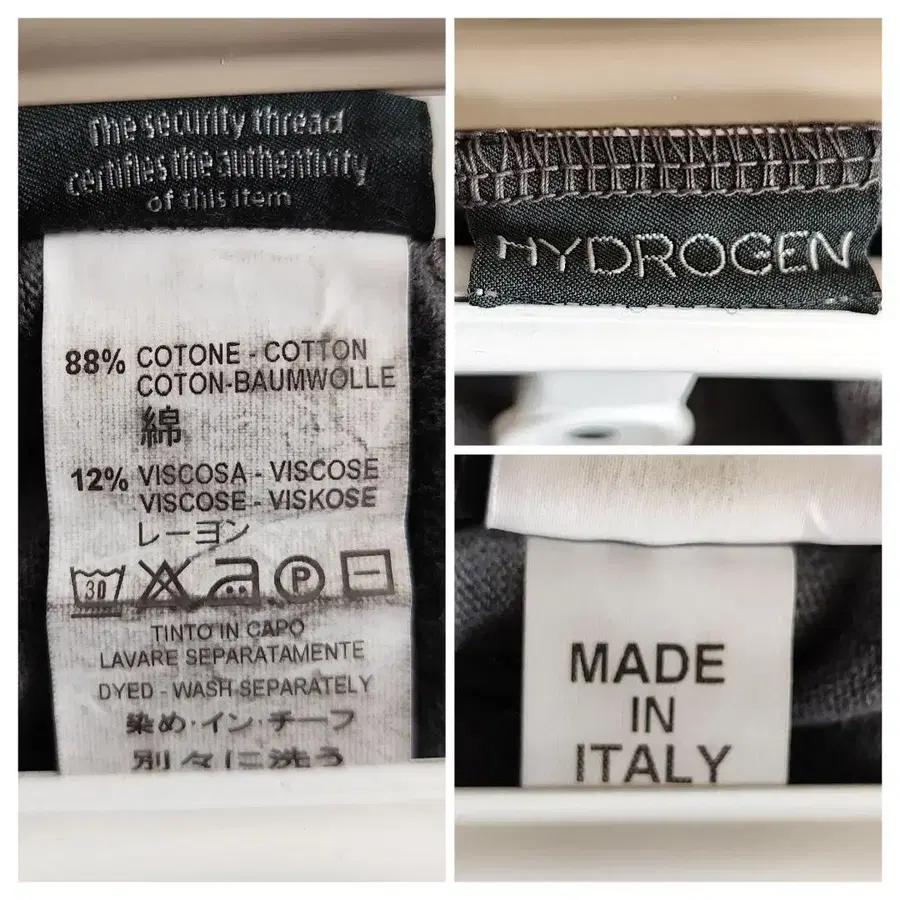 The security thread
certifies the authenticity
of this item
88% COTONE - COTTON
COTON-BAUMWOLLE
綿
12% VISCOSA - VISCOSE
VISCOSE - VISKOSE
レーヨン
30 P
TINTO IN CAPO
LAVARE SEPARATAMENTE
DYED - WASH SEPARATELY
染め・イン・チーフ
別々に洗う
HYDROGEN
MADE
IN
ITALY